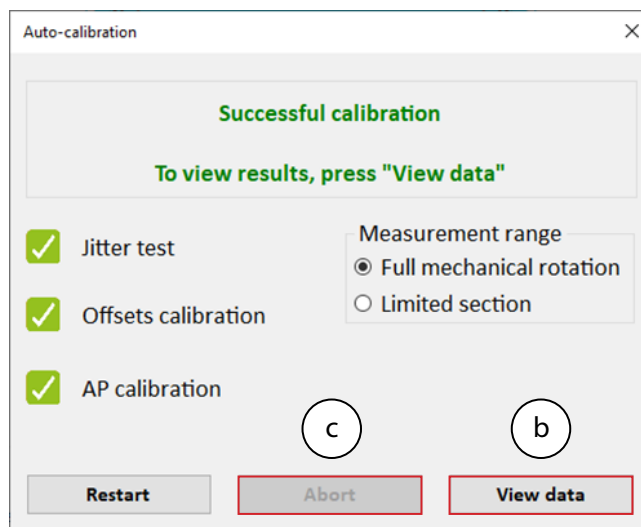 Auto-calibration
Successful calibration
To view results, press "View data"
Jitter test
Measurement range
Full mechanical rotation
Limited section
Offsets calibration
AP calibration
c
b
Restart
Abort
View data